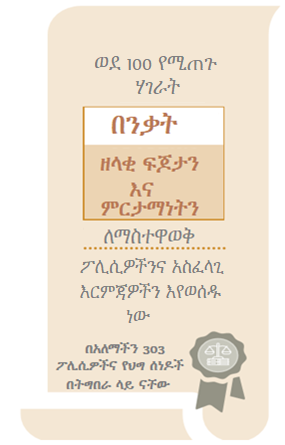 ወደ 100 የሚጠጉ
ሃገራት
በንቃት
ዘላቂ ፍጆታን
እና
ምርታማነትን
ለማስተዋወቅ
ፖሊሲዎችንና አስፈላጊ
እርምጃዎችን እየወሰዱ
ነው
በአለማችን 303
ፖሊሲዎችና የህግ ሰነዶች
በትግበራ ላይ ናቸው